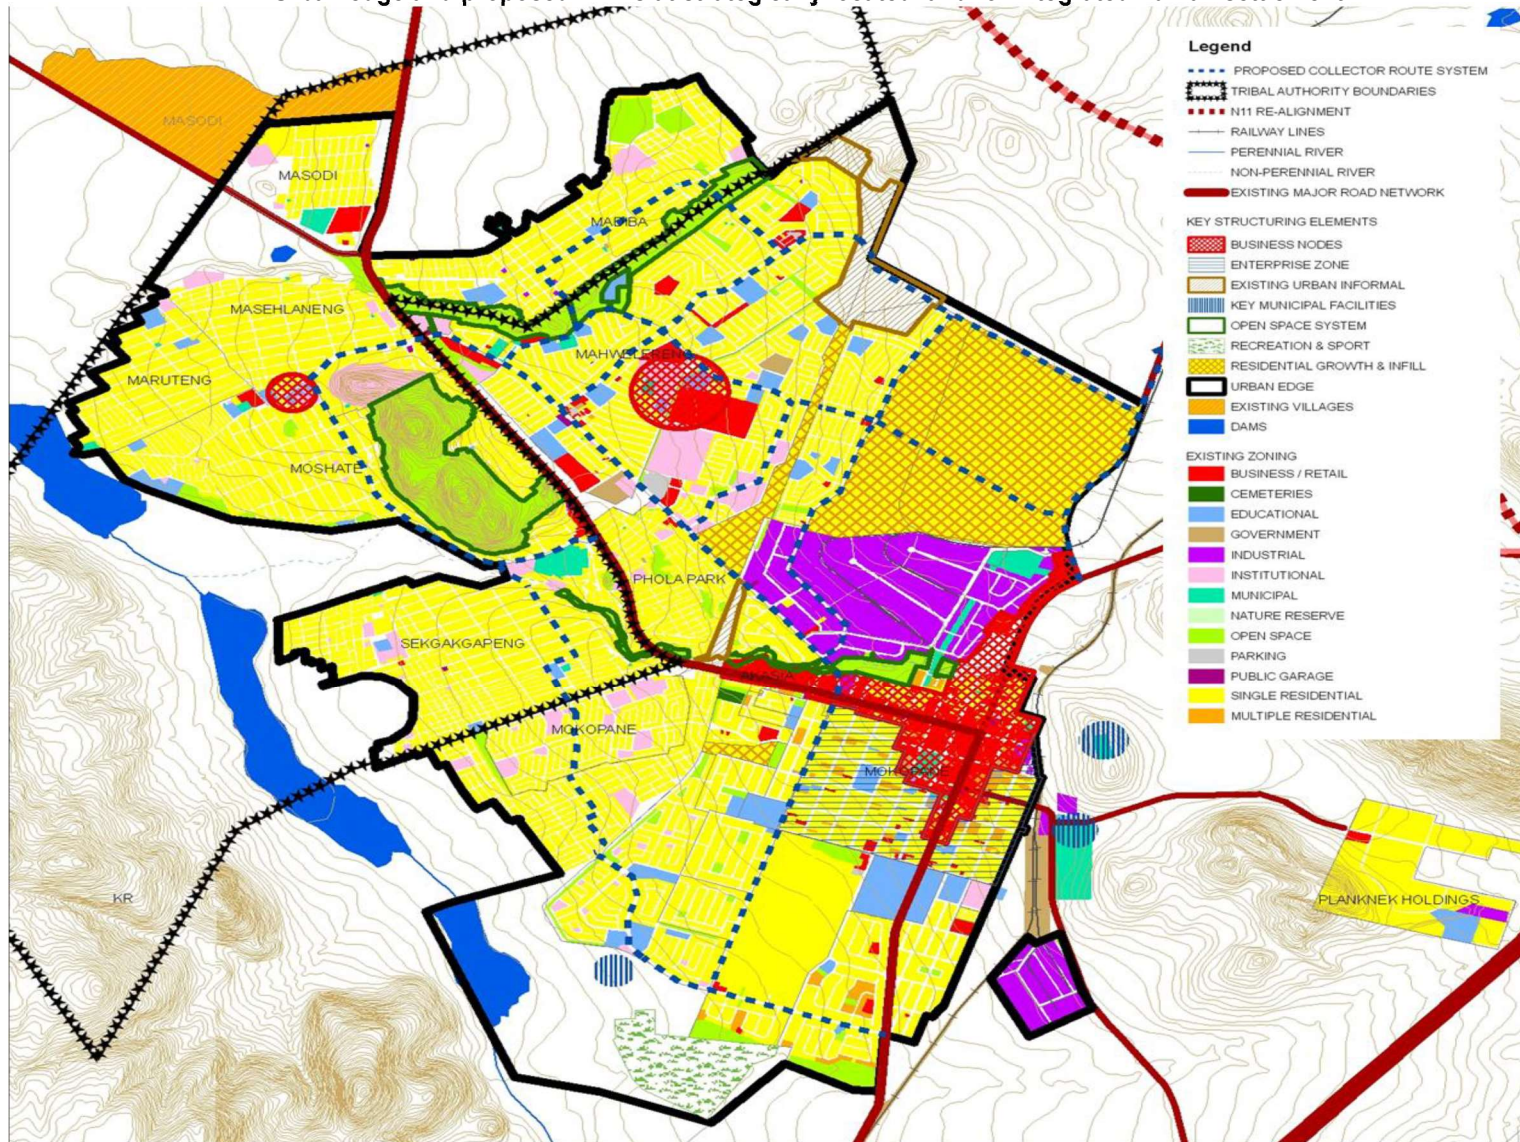 Legend
PROPOSED COLLECTOR ROUTE SYSTEM
TRIBAL AUTHORITY BOUNDARIES
N11 RE-ALIGNMENT
RAILWAY LINES
PERENNIAL RIVER
NON-PERENNIAL RIVER
EXISTING MAJOR ROAD NETWORK
KEY STRUCTURING ELEMENTS
BUSINESS NODES
ENTERPRISE ZONE
EXISTING URBAN INFORMAL
KEY MUNICIPAL FACILITIES
OPEN SPACE SYSTEM
RECREATION & SPORT
RESIDENTIAL GROWTH & INFILL
URBAN EDGE
EXISTING VILLAGES
DAMS
EXISTING ZONING
BUSINESS / RETAIL
CEMETERIES
EDUCATIONAL
GOVERNMENT
INDUSTRIAL
INSTITUTIONAL
MUNICIPAL
NATURE RESERVE
OPEN SPACE
PARKING
PUBLIC GARAGE
SINGLE RESIDENTIAL
MULTIPLE RESIDENTIAL
MASODI
MASODI
MABIBA
MASEHLANENG
MAHWELERENG
MARUTENG
MOSHATE
PHOLA PARK
SEKGAKGAPENG
AKASIA
MOKOPANE
MOKOPANE
KR
PLANKNEK HOLDINGS